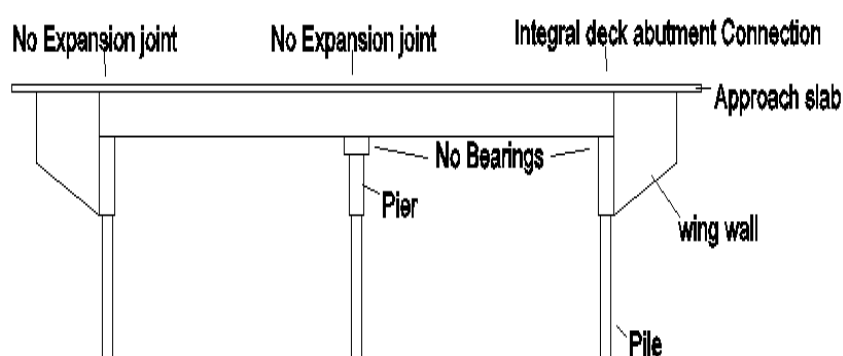 No Expansion joint
No Expansion joint
Integral deck abutment Connection
Approach slab
No Bearings
Pier
wing wall
Pile